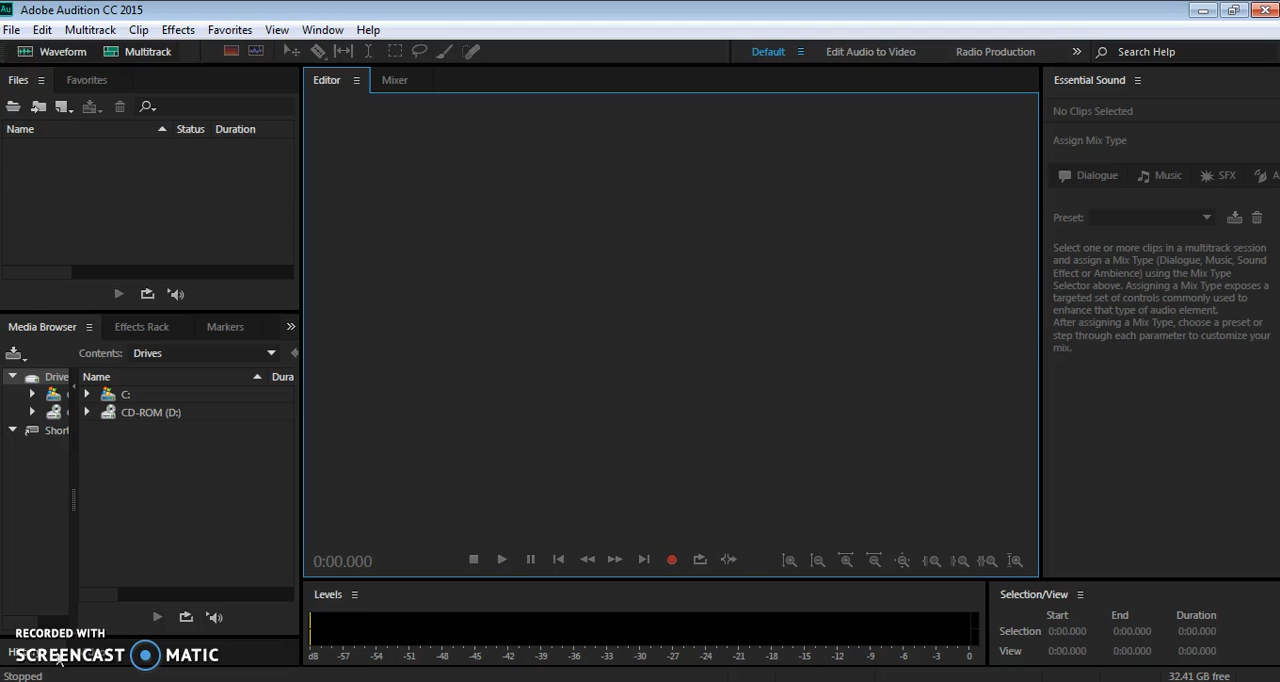 Au Adobe Audition CC 2015
File Edit Multitrack Clip Effects Favorites View Window Help
Waveform Multitrack Default Edit Audio to Video Radio Production » Search Help
Files Favorites Editor Mixer Essential Sound
No Clips Selected
Name Status Duration
Assign Mix Type
Dialogue Music SFX A
Preset:
Select one or more clips in a multitrack session
and assign a Mix Type (Dialogue, Music, Sound
Effect or Ambience) using the Mix Type
Selector above. Assigning a Mix Type exposes a
targeted set of controls commonly used to
enhance that type of audio element.
After assigning a Mix Type, choose a preset or
step through each parameter to customize your
mix.
Media Browser Effects Rack Markers »
Contents: Drives
Drive Name Dura
C:
CD-ROM (D:)
Short
0:00.000
Levels Selection/View
Start End Duration
Selection 0:00.000 0:00.000 0:00.000
View 0:00.000 0:00.000 0:00.000
dB -57 -54 -51 -48 -45 -42 -39 -36 -33 -30 -27 -24 -21 -18 -15 -12 -9 -6 -3 0
RECORDED WITH
SCREENCAST MATIC
Stopped 32.41 GB free